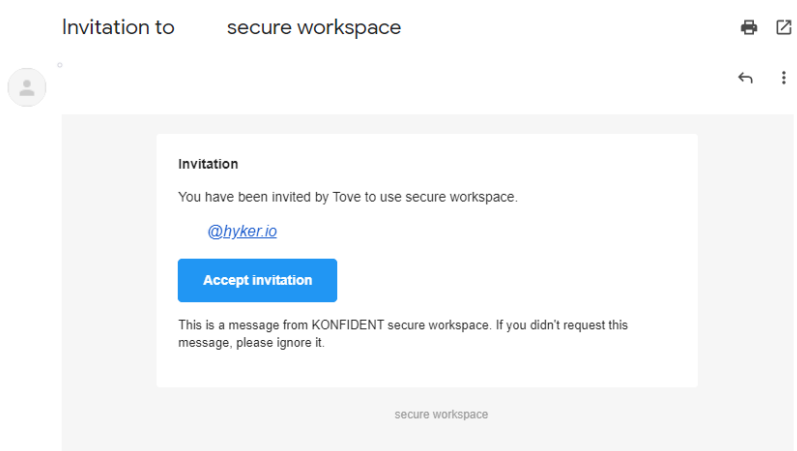 Invitation to secure workspace
Invitation
You have been invited by Tove to use secure workspace.
@hyker.io
Accept invitation
This is a message from KONFIDENT secure workspace. If you didn't request this
message, please ignore it.
secure workspace